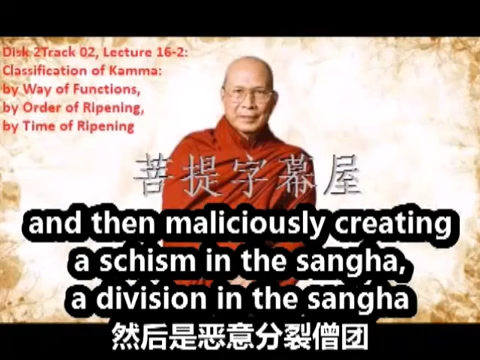 Disk 2Track 02, Lecture 16-2:
Classification of Kamma:
by Way of Functions,
by Order of Ripening,
by Time of Ripening
菩提字幕屋
and then maliciously creating
a schism in the sangha,
a division in the sangha
然后是恶意分裂僧团